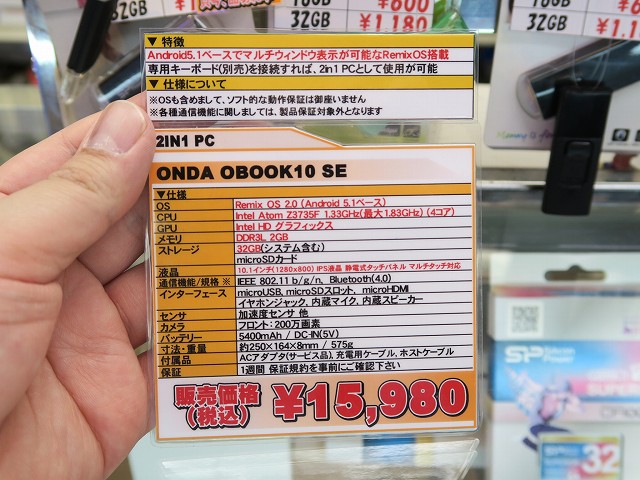 32GB
¥1,180
16GB
¥600
32GB
▼特徴
Android5.1ベースでマルチウィンドウ表示が可能なRemixOS搭載
専用キーボード(別売)を接続すれば、2in1 PCとして使用が可能
▼仕様について
※OSも含めまして、ソフト的な動作保証は御座いません
※各種通信機能に関しましては、製品保証対象外となります
2IN1 PC
ONDA OBOOK10 SE
▼仕様
OS Remix OS 2.0 (Android 5.1ベース)
CPU Intel Atom Z3735F 1.33GHz(最大1.83GHz) (4コア)
GPU Intel HD グラフィックス
メモリ DDR3L 2GB
ストレージ 32GB(システム含む)
microSDカード
液晶 10.1インチ(1280x800) IPS液晶 静電式タッチパネル マルチタッチ対応
通信機能/規格 ※ IEEE 802.11 b/g/n、Bluetooth(4.0)
インターフェース microUSB、microSDスロット、microHDMI
イヤホンジャック、内蔵マイク、内蔵スピーカー
センサ 加速度センサ 他
カメラ フロント:200万画素
バッテリー 5400mAh / DC-IN(5V)
寸法・重量 約250×164×8mm / 575g
付属品 ACアダプタ(サービス品)、充電用ケーブル、ホストケーブル
保証 1週間 保証規約を事前にご確認下さい
販売価格
(税込)
¥15,980
SP
32